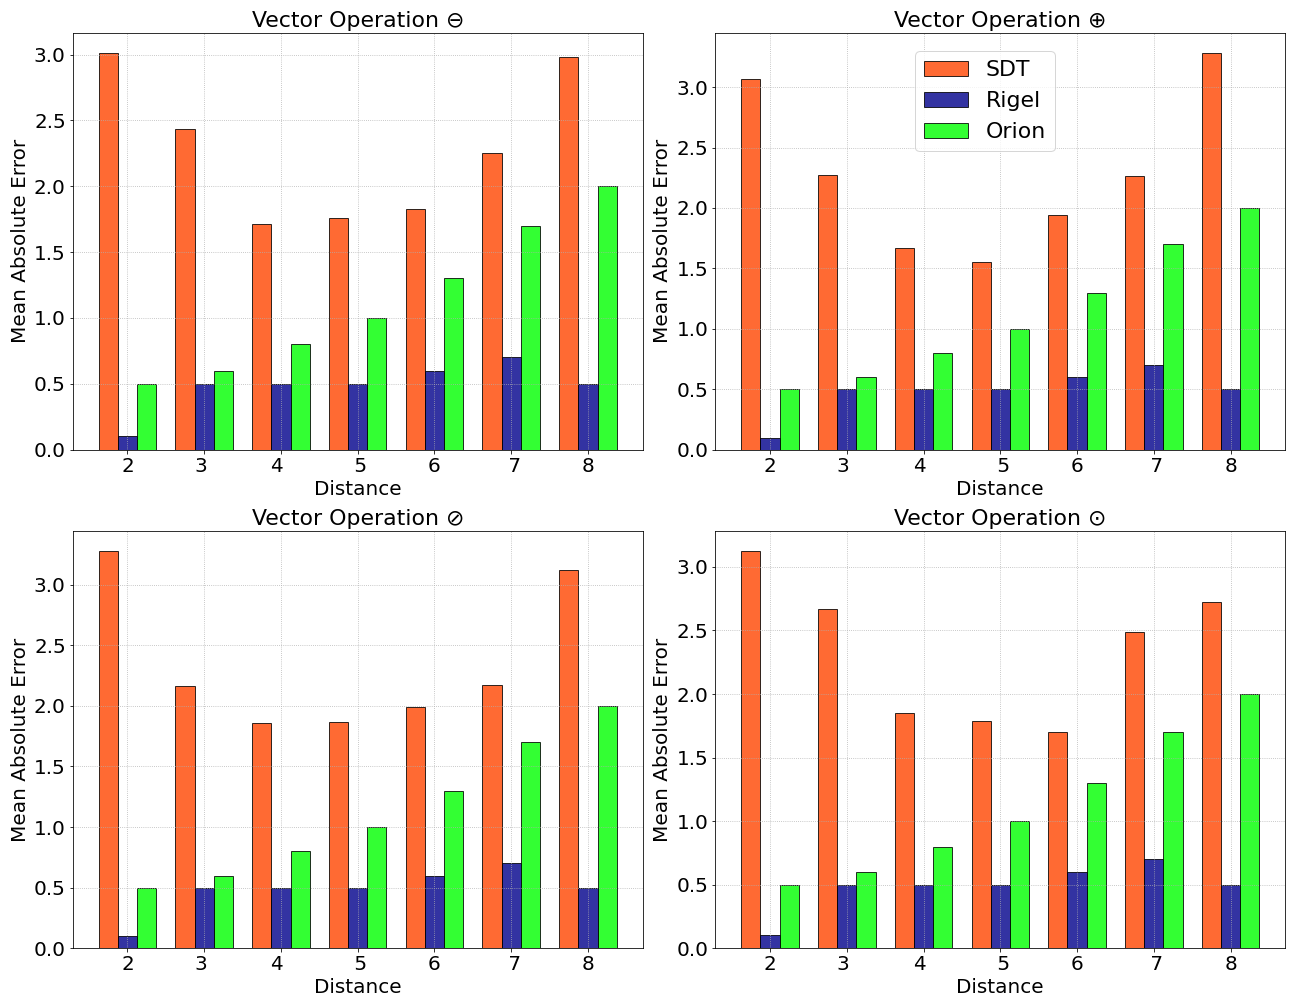 Vector Operation ⊖
Mean Absolute Error
3.0
2.5
2.0
1.5
1.0
0.5
0.0
2 3 4 5 6 7 8
Distance
Vector Operation ⊕
SDT
Rigel
Orion
Mean Absolute Error
3.0
2.5
2.0
1.5
1.0
0.5
0.0
2 3 4 5 6 7 8
Distance
Vector Operation ⊘
Mean Absolute Error
3.0
2.5
2.0
1.5
1.0
0.5
0.0
2 3 4 5 6 7 8
Distance
Vector Operation ⊙
Mean Absolute Error
3.0
2.5
2.0
1.5
1.0
0.5
0.0
2 3 4 5 6 7 8
Distance